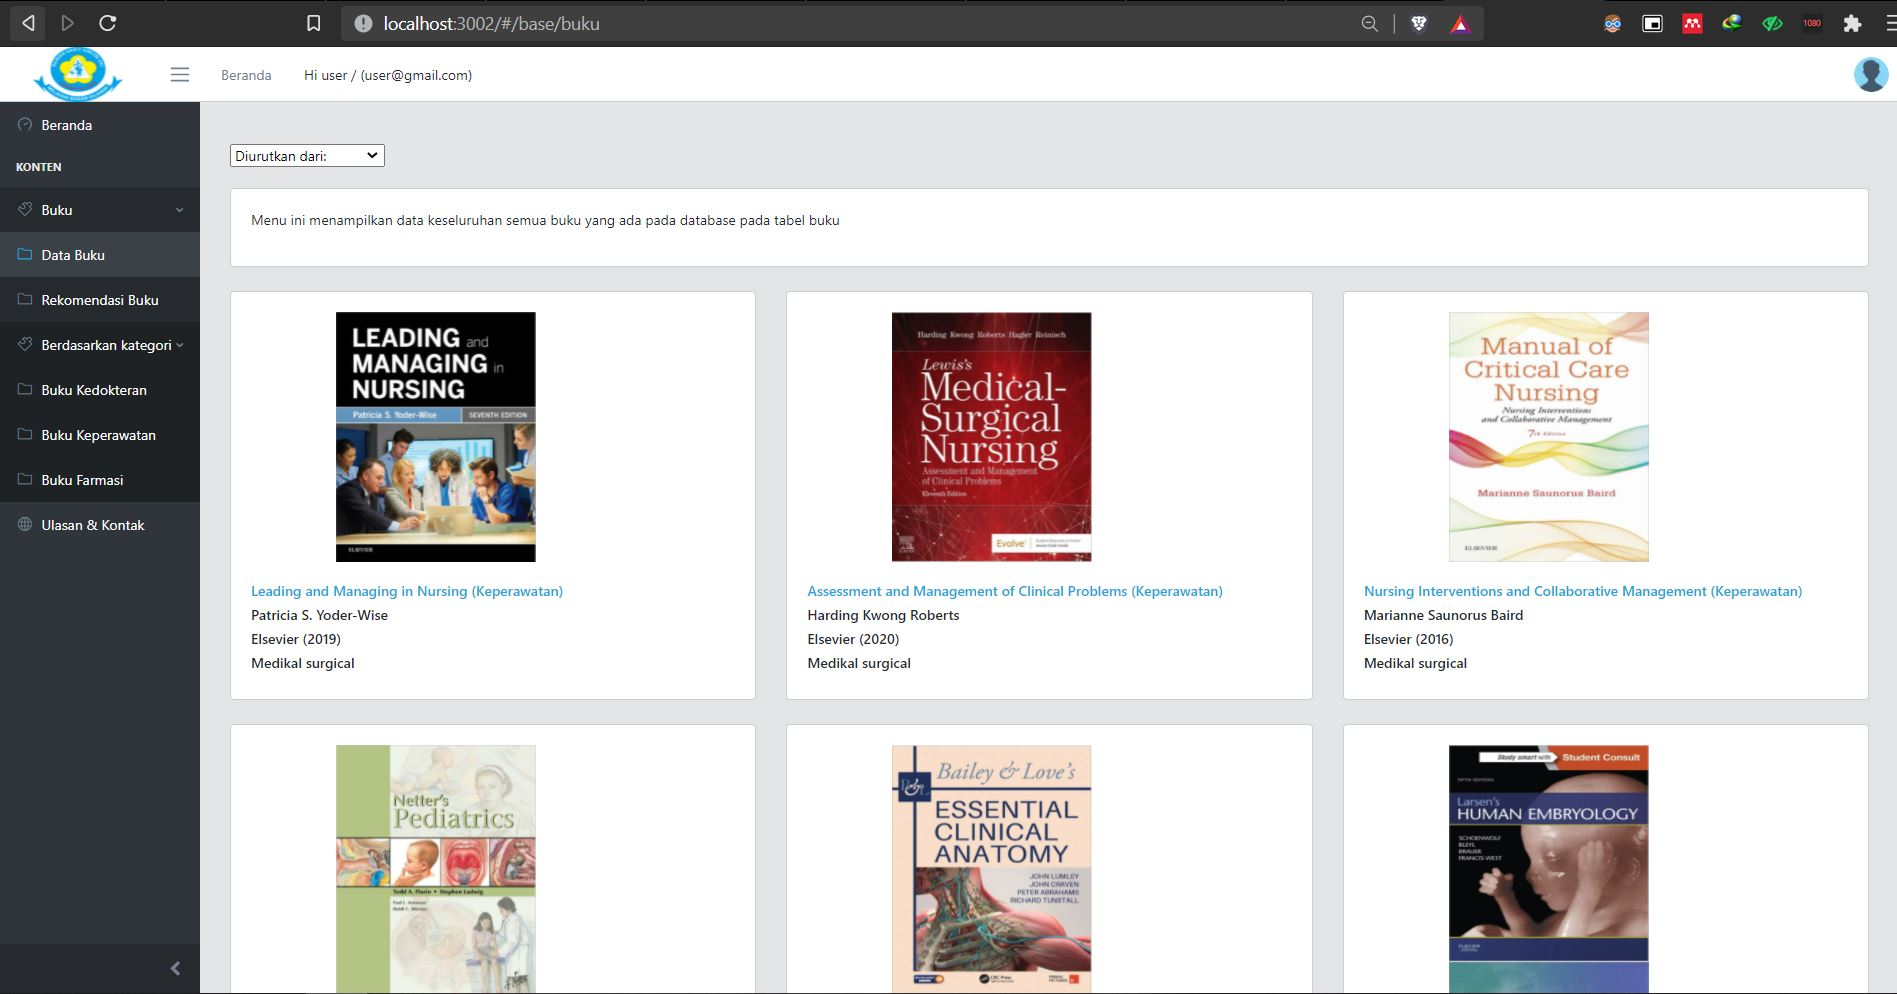 localhost:3002/#/base/buku
1080
Beranda
Hi user / (user@gmail.com)
Beranda
KONTEN
Buku
Data Buku
Rekomendasi Buku
Berdasarkan kategori
Buku Kedokteran
Buku Keperawatan
Buku Farmasi
Ulasan & Kontak
Diurutkan dari:
Menu ini menampilkan data keseluruhan semua buku yang ada pada database pada tabel buku
LEADING and
MANAGING in
NURSING
Patricia S. Yoder-Wise
SEVENTH EDITION
ELSEVIER
Leading and Managing in Nursing (Keperawatan)
Patricia S. Yoder-Wise
Elsevier (2019)
Medikal surgical
Harding Kwong Roberts Hagler Reinisch
Lewis's
Medical-
Surgical
Nursing
Assessment and Management
of Clinical Problems
Eleventh Edition
Evolve
Assessment and Management of Clinical Problems (Keperawatan)
Harding Kwong Roberts
Elsevier (2020)
Medikal surgical
Manual of
Critical Care
Nursing
Nursing Interventions
and Collaborative Management
7th Edition
Marianne Saunorus Baird
ELSEVIER
Nursing Interventions and Collaborative Management (Keperawatan)
Marianne Saunorus Baird
Elsevier (2016)
Medikal surgical
Netter's
Pediatrics
Todd A. Florin • Stephen Ludwig
Bailey & Love's
B&L
ESSENTIAL
CLINICAL
ANATOMY
JOHN LUMLEY
JOHN CRAVEN
PETER ABRAHAMS
RICHARD TUNSTALL
CRC Press
Study smart with
Student Consult
FIFTH EDITION
Larsen's
HUMAN EMBRYOLOGY
SCHOENWOLF
BLEYL
BRAUER
FRANCIS-WEST